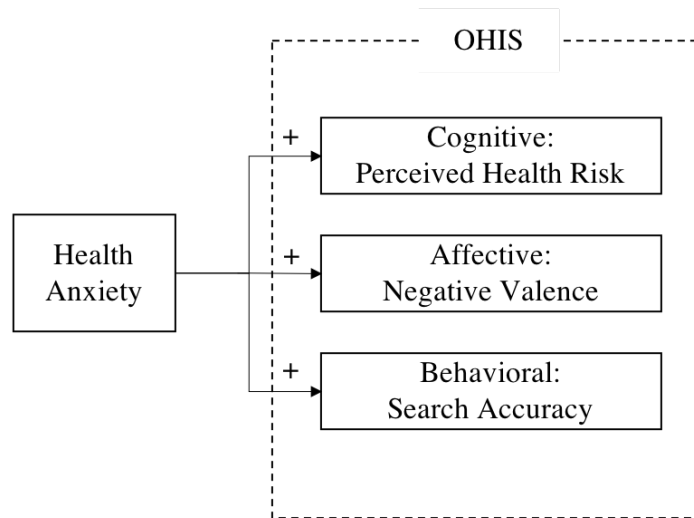 OHIS
+
Cognitive:
Perceived Health Risk
Health
Anxiety
+
Affective:
Negative Valence
+
Behavioral:
Search Accuracy